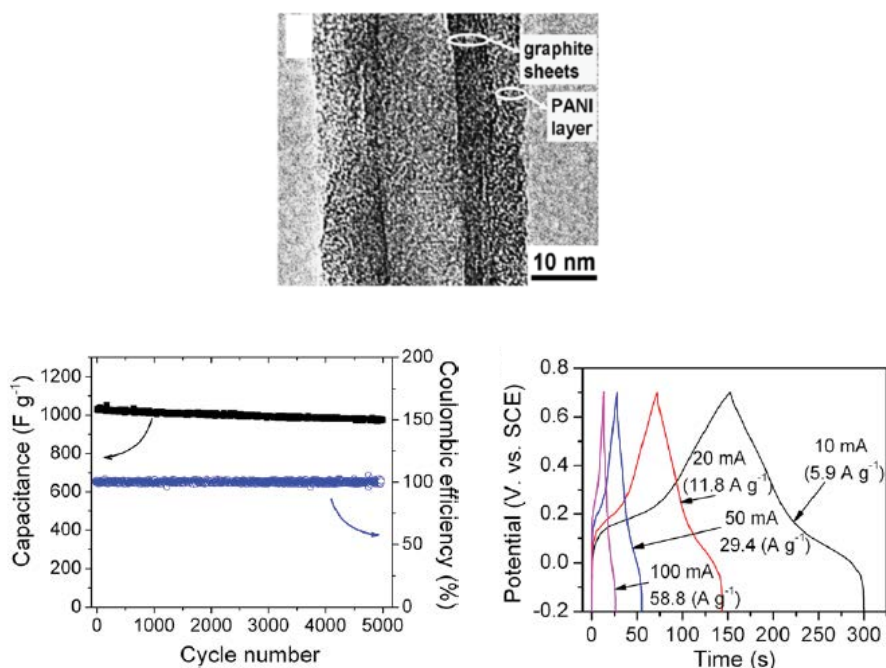 graphite
sheets
PANI
layer
10 nm
Capacitance (F g⁻¹)
1200
1000
800
600
400
200
0
0 1000 2000 3000 4000 5000
Cycle number
200
150
100
50
0
Coulombic efficiency (%)
Potential (V. vs. SCE)
0.8
0.6
0.4
0.2
0.0
-0.2
20 mA
(11.8 A g⁻¹)
10 mA
(5.9 A g⁻¹)
50 mA
29.4 (A g⁻¹)
100 mA
58.8 (A g⁻¹)
0 50 100 150 200 250 300
Time (s)